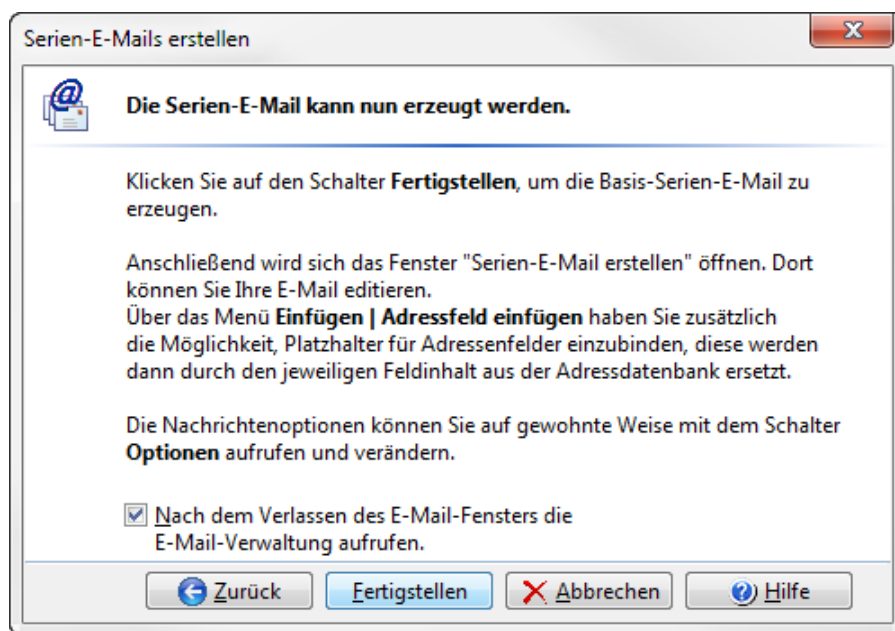 Serien-E-Mails erstellen
Die Serien-E-Mail kann nun erzeugt werden.
Klicken Sie auf den Schalter Fertigstellen, um die Basis-Serien-E-Mail zu
erzeugen.
Anschließend wird sich das Fenster "Serien-E-Mail erstellen" öffnen. Dort
können Sie Ihre E-Mail editieren.
Über das Menü Einfügen | Adressfeld einfügen haben Sie zusätzlich
die Möglichkeit, Platzhalter für Adressenfelder einzubinden, diese werden
dann durch den jeweiligen Feldinhalt aus der Adressdatenbank ersetzt.
Die Nachrichtenoptionen können Sie auf gewohnte Weise mit dem Schalter
Optionen aufrufen und verändern.
Nach dem Verlassen des E-Mail-Fensters die
E-Mail-Verwaltung aufrufen.
Zurück Fertigstellen Abbrechen Hilfe